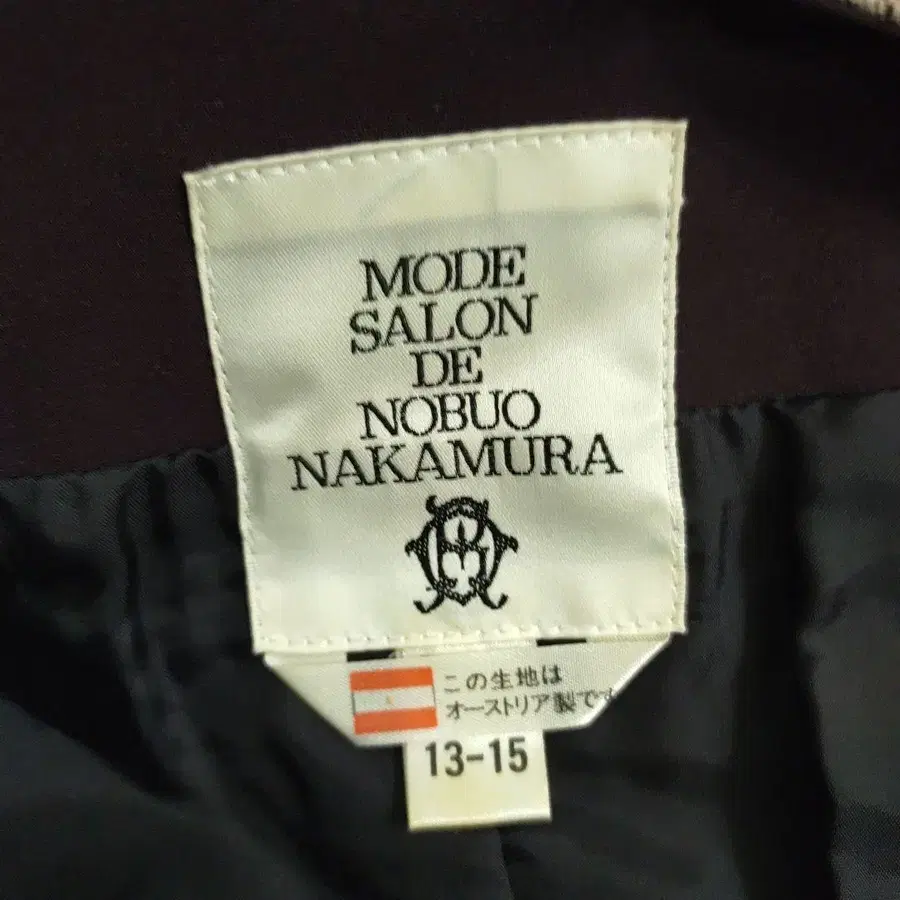 MODE
SALON
DE
NOBUO
NAKAMURA
この生地は
オーストリア製です
13-15